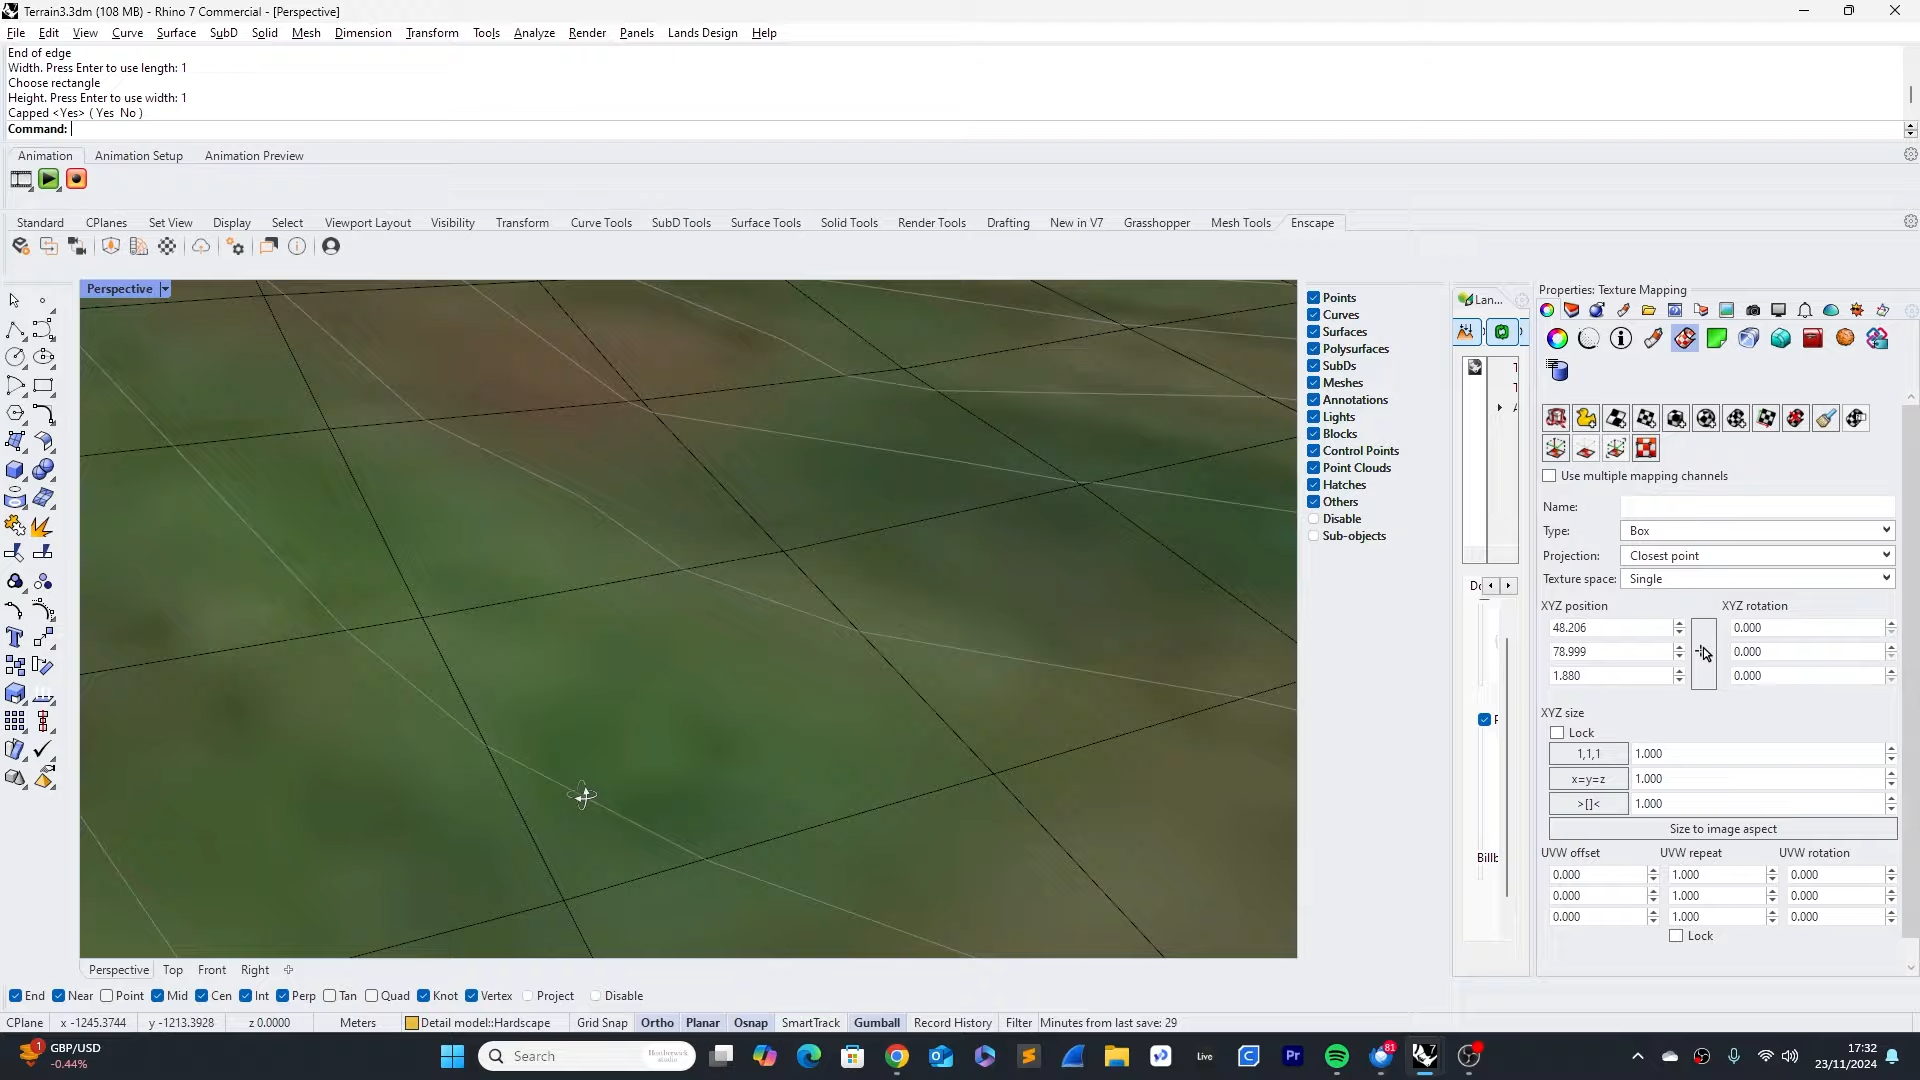 Terrain3.3dm (108 MB) - Rhino 7 Commercial - [Perspective]
File Edit View Curve Surface SubD Solid Mesh Dimension Transform Tools Analyze Render Panels Lands Design Help
End of edge
Width. Press Enter to use length: 1
Choose rectangle
Height. Press Enter to use width: 1
Capped <Yes> ( Yes No )
Command:
Animation Animation Setup Animation Preview
Standard CPlanes Set View Display Select Viewport Layout Visibility Transform Curve Tools SubD Tools Surface Tools Solid Tools Render Tools Drafting New in V7 Grasshopper Mesh Tools Enscape
Perspective
Points
Curves
Surfaces
Polysurfaces
SubDs
Meshes
Annotations
Lights
Blocks
Control Points
Point Clouds
Hatches
Others
Disable
Sub-objects
Lan...
Billb
Properties: Texture Mapping
Use multiple mapping channels
Name:
Type: Box
Projection: Closest point
Texture space: Single
XYZ position XYZ rotation
48.206 0.000
78.999 0.000
1.880 0.000
XYZ size
Lock
1,1,1 1.000
x=y=z 1.000
>[]< 1.000
Size to image aspect
UVW offset UVW repeat UVW rotation
0.000 1.000 0.000
0.000 1.000 0.000
0.000 1.000 0.000
Lock
Perspective Top Front Right
End Near Point Mid Cen Int Perp Tan Quad Knot Vertex Project Disable
CPlane x -1245.3744 y -1213.3928 z 0.0000 Meters Detail model::Hardscape Grid Snap Ortho Planar Osnap SmartTrack Gumball Record History Filter Minutes from last save: 29
1 GBP/USD
-0.44%
Search
Live
Pr
81
17:32
23/11/2024